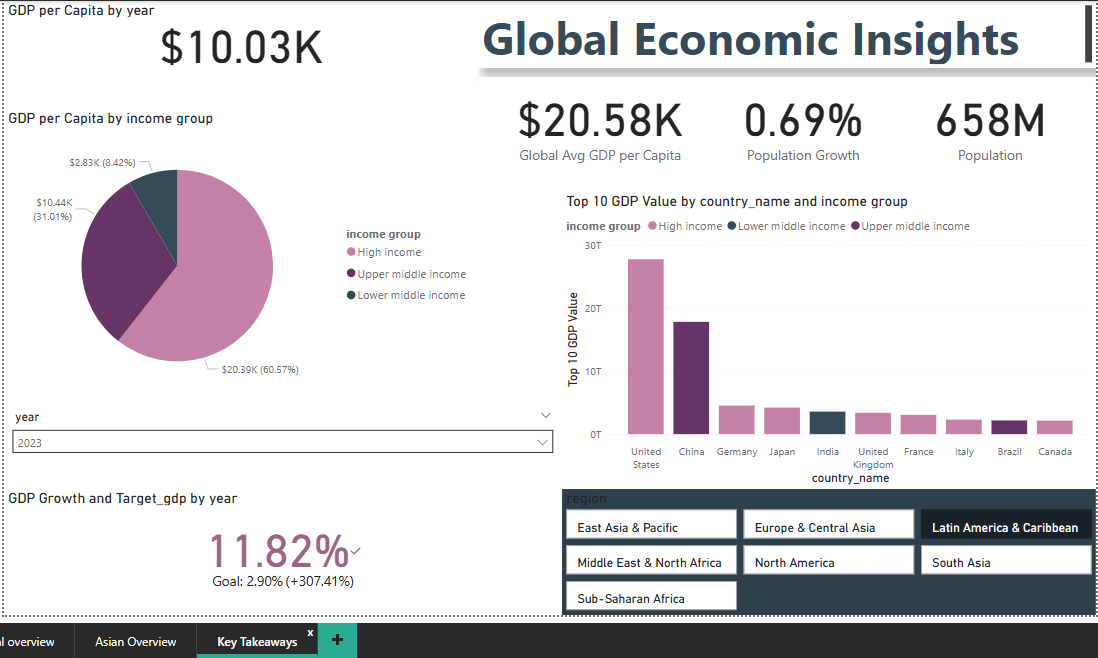 GDP per Capita by year
$10.03K
Global Economic Insights
$20.58K
Global Avg GDP per Capita
0.69%
Population Growth
658M
Population
GDP per Capita by income group
$2.83K (8.42%)
$10.44K
(31.01%)
$20.39K (60.57%)
income group
High income
Upper middle income
Lower middle income
Top 10 GDP Value by country_name and income group
income group High income Lower middle income Upper middle income
Top 10 GDP Value
30T
20T
10T
0T
United States
China
Germany
Japan
India
United Kingdom
France
Italy
Brazil
Canada
country_name
year
2023
GDP Growth and Target_gdp by year
11.82%
Goal: 2.90% (+307.41%)
region
East Asia & Pacific
Europe & Central Asia
Latin America & Caribbean
Middle East & North Africa
North America
South Asia
Sub-Saharan Africa
l overview
Asian Overview
Key Takeaways
x
+